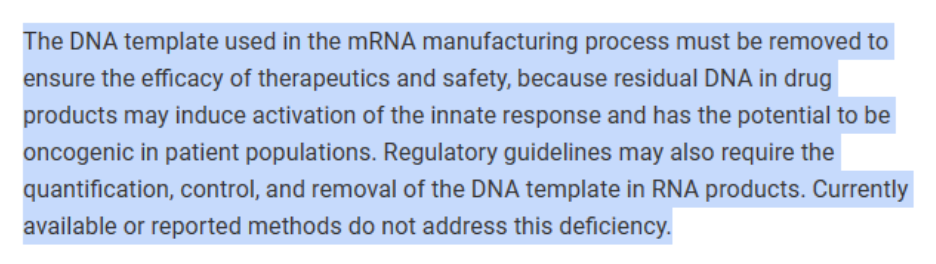 The DNA template used in the mRNA manufacturing process must be removed to
ensure the efficacy of therapeutics and safety, because residual DNA in drug
products may induce activation of the innate response and has the potential to be
oncogenic in patient populations. Regulatory guidelines may also require the
quantification, control, and removal of the DNA template in RNA products. Currently
available or reported methods do not address this deficiency.